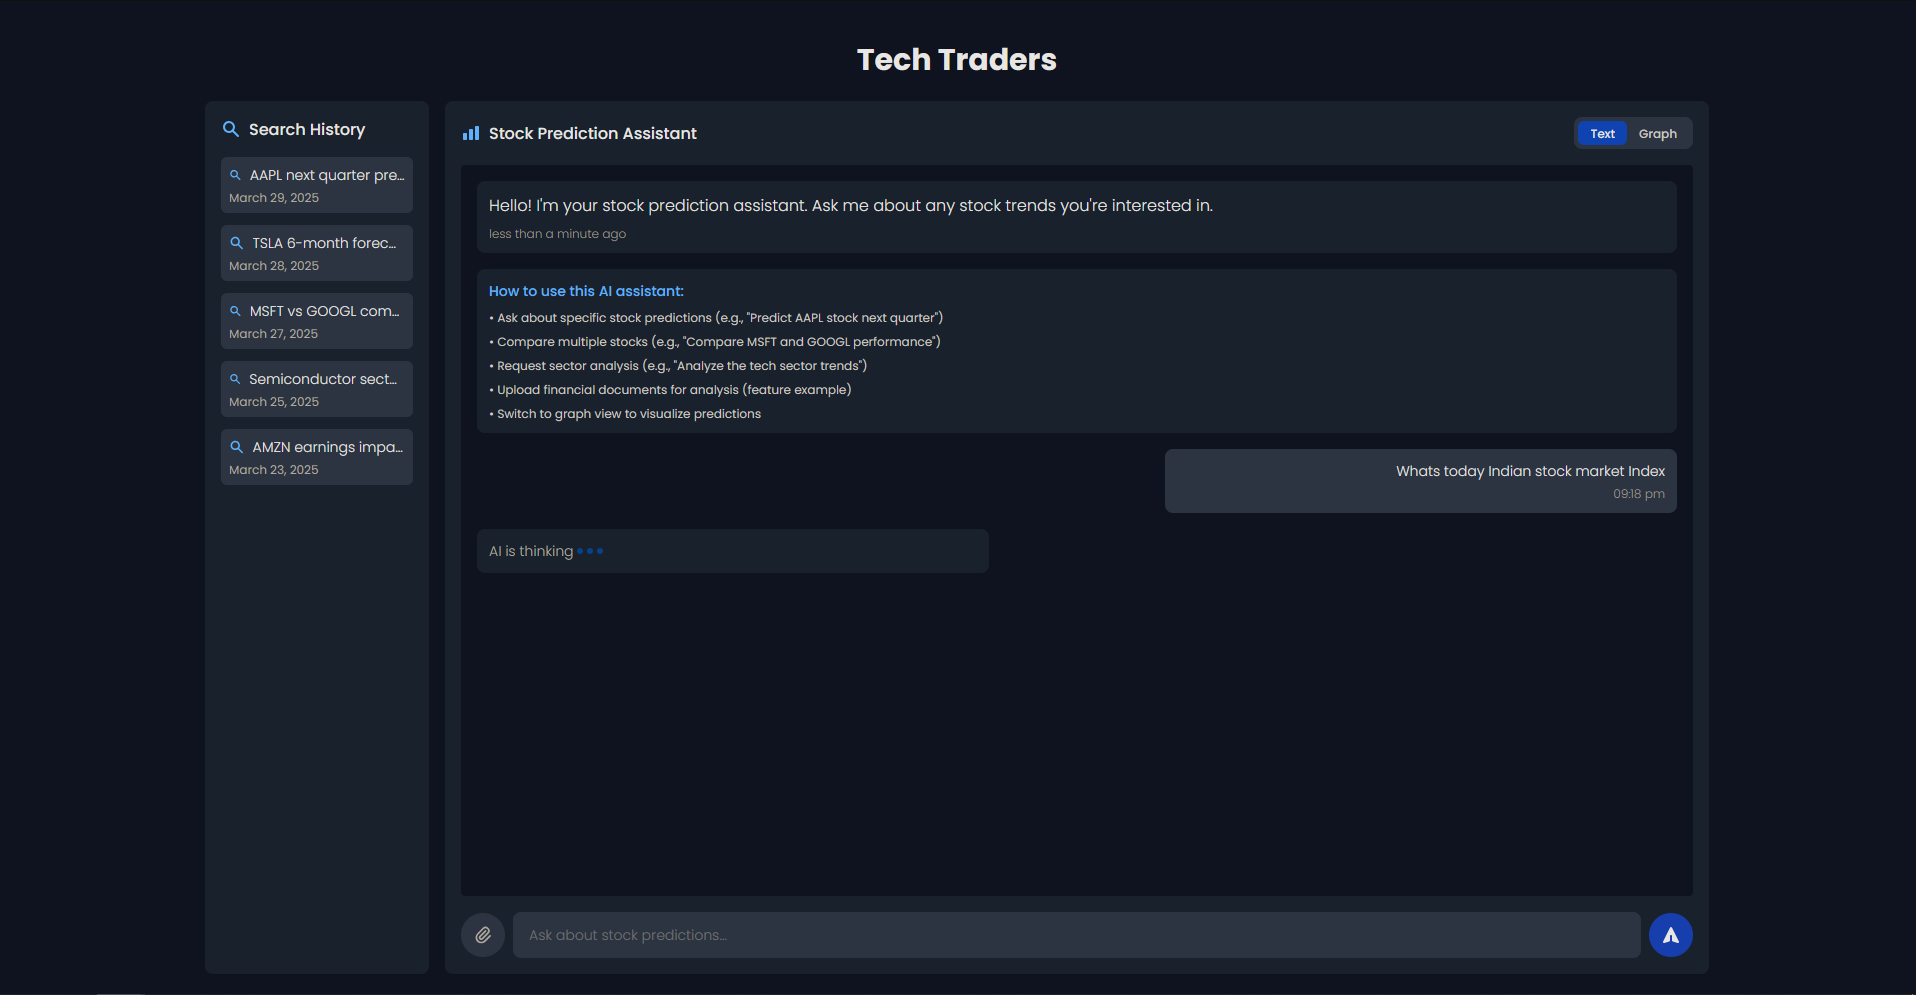 Tech Traders
Search History
AAPL next quarter pre...
March 29, 2025
TSLA 6-month forec...
March 28, 2025
MSFT vs GOOGL com...
March 27, 2025
Semiconductor sect...
March 25, 2025
AMZN earnings impa...
March 23, 2025
Stock Prediction Assistant
Text
Graph
Hello! I'm your stock prediction assistant. Ask me about any stock trends you're interested in.
less than a minute ago
How to use this AI assistant:
• Ask about specific stock predictions (e.g., "Predict AAPL stock next quarter")
• Compare multiple stocks (e.g., "Compare MSFT and GOOGL performance")
• Request sector analysis (e.g., "Analyze the tech sector trends")
• Upload financial documents for analysis (feature example)
• Switch to graph view to visualize predictions
Whats today Indian stock market Index
09:18 pm
AI is thinking
Ask about stock predictions...